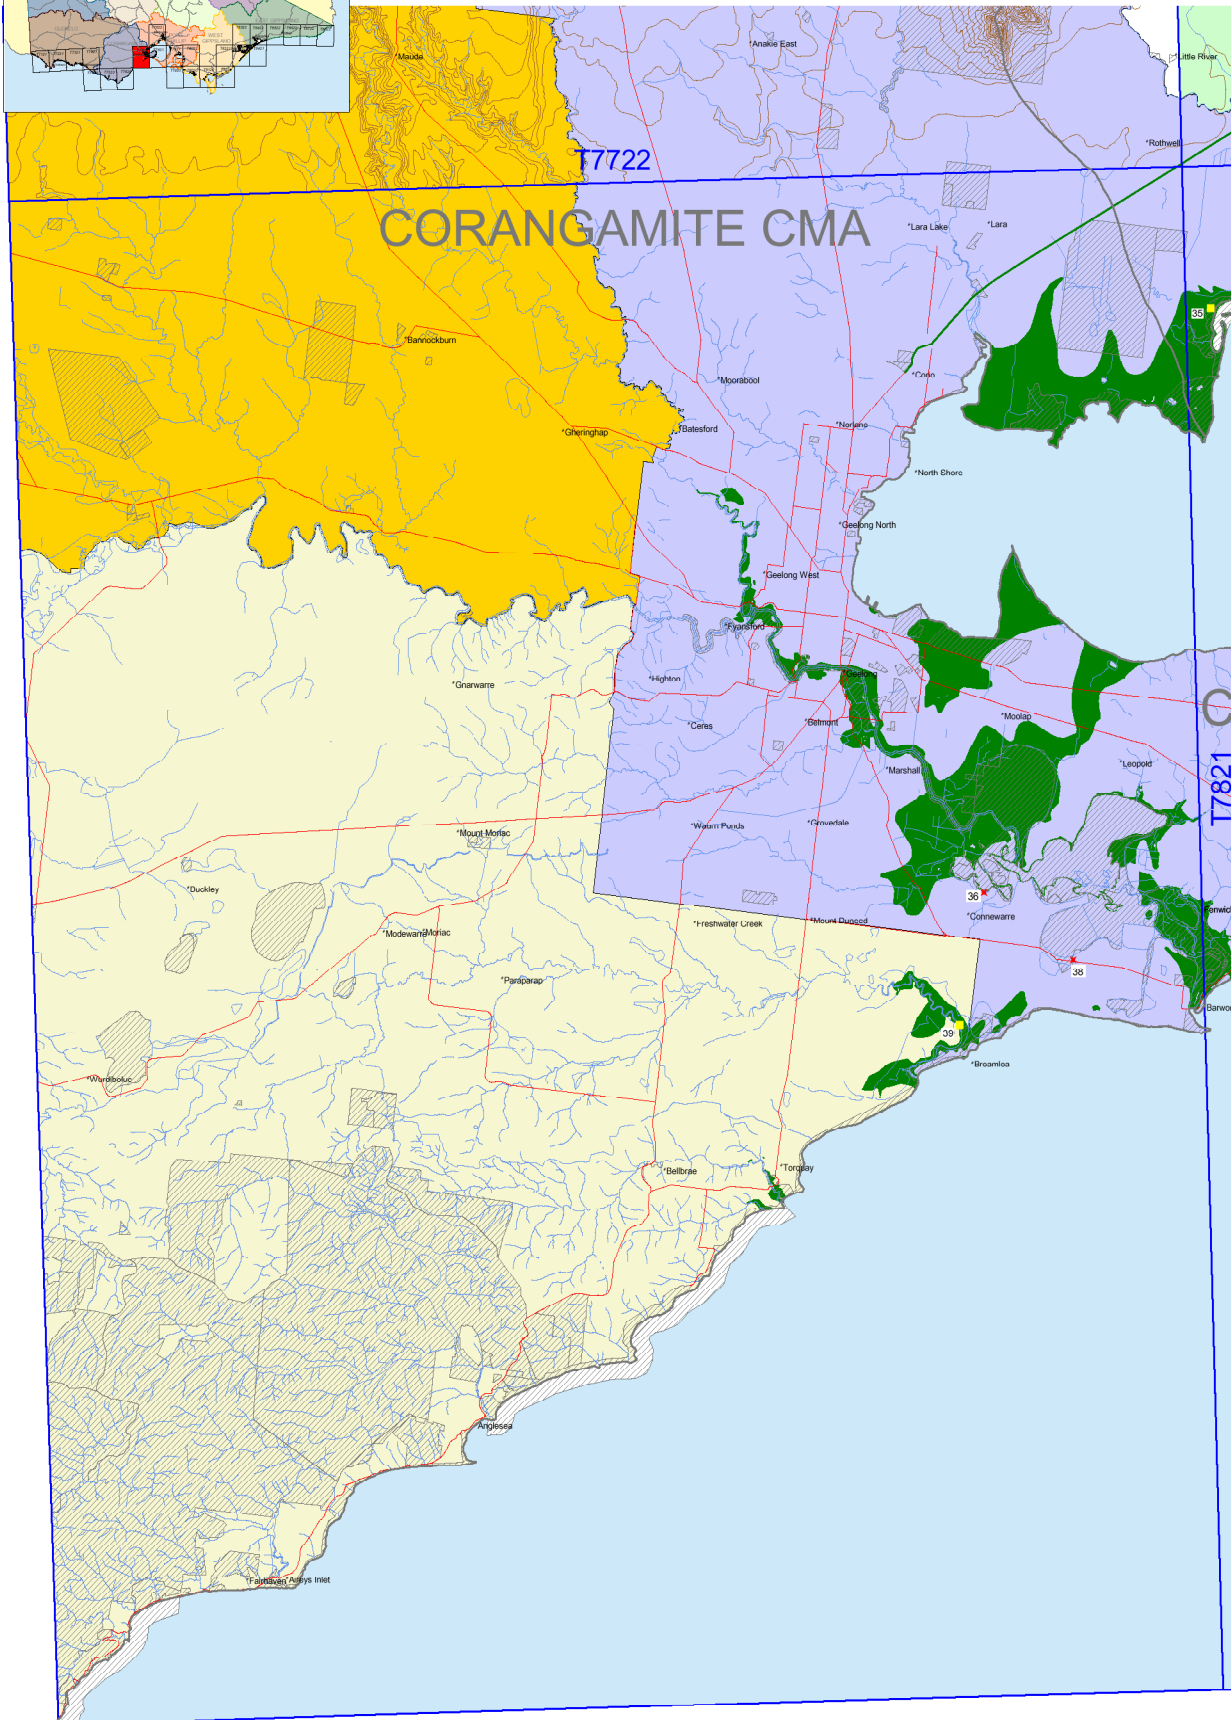 WEST
GIPPSLAND
Maude
Anakie East
Little River
Rothwell
T7722
CORANGAMITE CMA
Lara Lake
Lara
35
Bannockburn
Corio
Moorabool
Gheringhap
Batesford
Norlane
North Shore
Geelong North
Geelong West
Fyansford
Gnarwarre
Highton
Geelong
C
Ceres
Belmont
Moolap
Marshall
Leopold
T7821
Mount Moriac
Waurn Ponds
Grovedale
Duckley
36
Connewarre
Freshwater Creek
Mount Duneed
Modewarre
Moriac
38
Paraparap
Barwo
39
Breamlea
Wurdiboluc
Bellbrae
Torquay
Anglesea
Fairhaven
Aireys Inlet